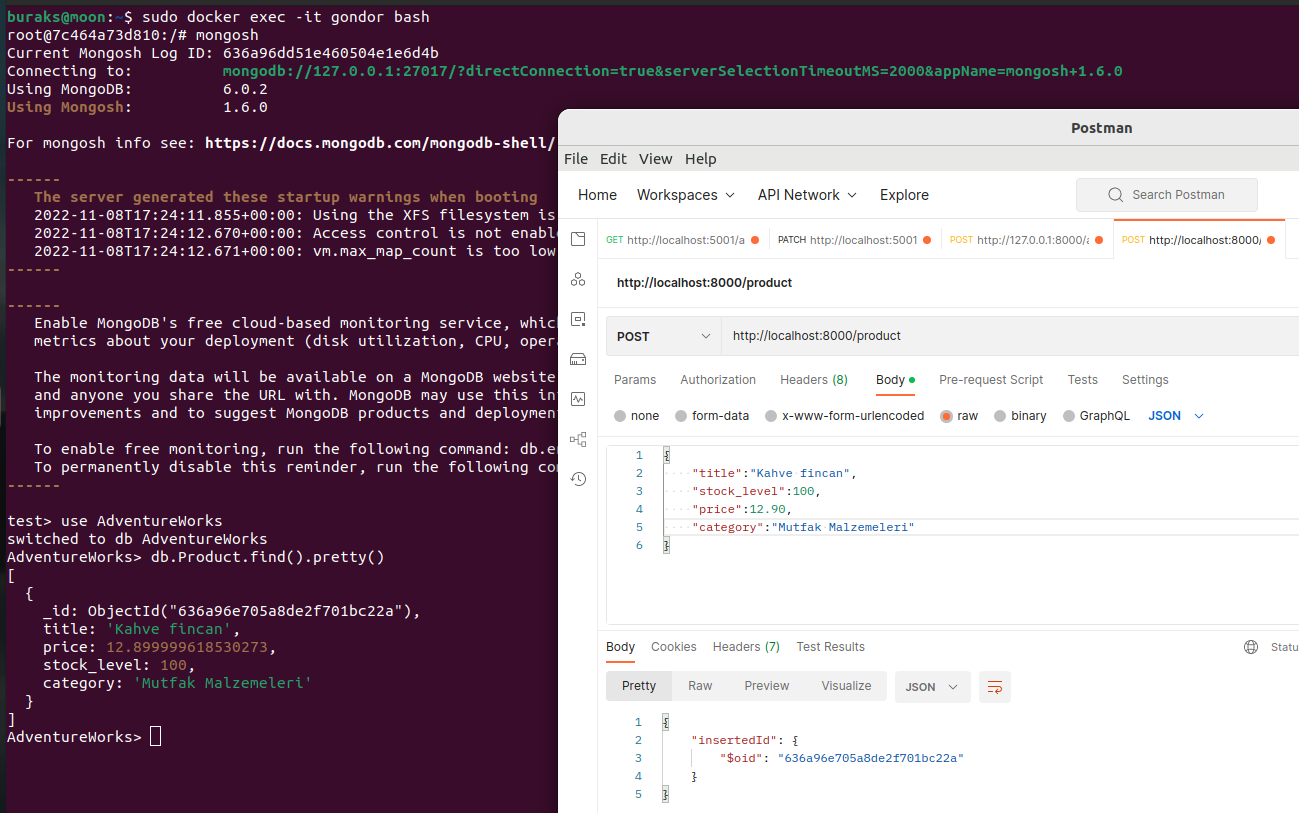 buraks@moon:~$ sudo docker exec -it gondor bash
root@7c464a73d810:/# mongosh
Current Mongosh Log ID: 636a96dd51e460504e1e6d4b
Connecting to: mongodb://127.0.0.1:27017/?directConnection=true&serverSelectionTimeoutMS=2000&appName=mongosh+1.6.0
Using MongoDB: 6.0.2
Using Mongosh: 1.6.0
For mongosh info see: https://docs.mongodb.com/mongodb-shell/
------
The server generated these startup warnings when booting
2022-11-08T17:24:11.855+00:00: Using the XFS filesystem is
2022-11-08T17:24:12.670+00:00: Access control is not enable
2022-11-08T17:24:12.671+00:00: vm.max_map_count is too low
------
------
Enable MongoDB's free cloud-based monitoring service, whic
metrics about your deployment (disk utilization, CPU, oper
The monitoring data will be available on a MongoDB website
and anyone you share the URL with. MongoDB may use this in
improvements and to suggest MongoDB products and deploymen
To enable free monitoring, run the following command: db.e
To permanently disable this reminder, run the following co
------
test> use AdventureWorks
switched to db AdventureWorks
AdventureWorks> db.Product.find().pretty()
[
{
_id: ObjectId("636a96e705a8de2f701bc22a"),
title: 'Kahve fincan',
price: 12.899999618530273,
stock_level: 100,
category: 'Mutfak Malzemeleri'
}
]
AdventureWorks>
Postman
File Edit View Help
Home Workspaces API Network Explore Search Postman
GET http://localhost:5001/a PATCH http://localhost:5001 POST http://127.0.0.1:8000/a POST http://localhost:8000/
http://localhost:8000/product
POST http://localhost:8000/product
Params Authorization Headers (8) Body Pre-request Script Tests Settings
none form-data x-www-form-urlencoded raw binary GraphQL JSON
1 {
2 "title":"Kahve fincan",
3 "stock_level":100,
4 "price":12.90,
5 "category":"Mutfak Malzemeleri"
6 }
Body Cookies Headers (7) Test Results Statu
Pretty Raw Preview Visualize JSON
1 {
2 "insertedId": {
3 "$oid": "636a96e705a8de2f701bc22a"
4 }
5 }